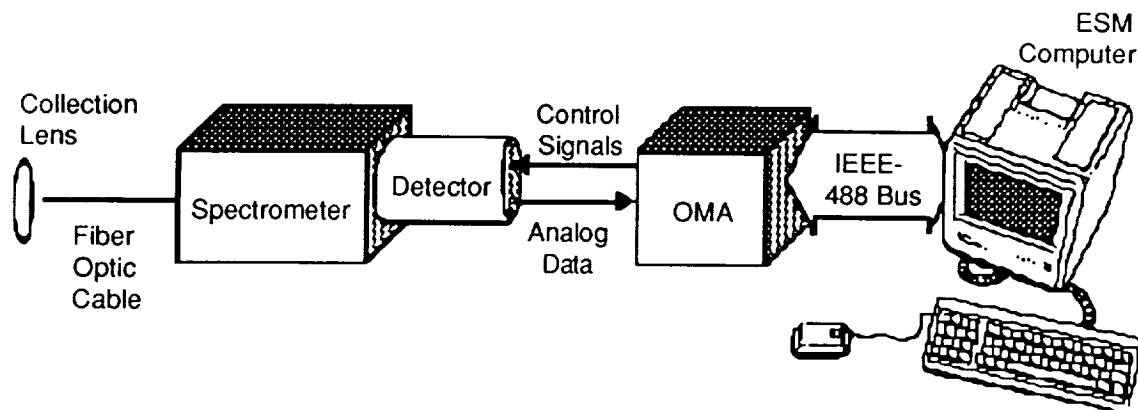 ESM
Computer
Collection
Lens
Control
Signals
Spectrometer
Detector
OMA
IEEE-
488 Bus
Fiber
Optic
Cable
Analog
Data